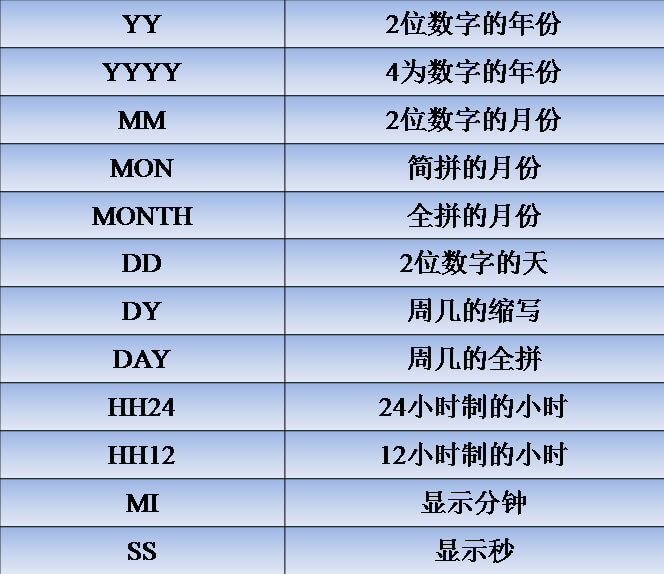 YY 2位数字的年份
YYYY 4为数字的年份
MM 2位数字的月份
MON 简拼的月份
MONTH 全拼的月份
DD 2位数字的天
DY 周几的缩写
DAY 周几的全拼
HH24 24小时制的小时
HH12 12小时制的小时
MI 显示分钟
SS 显示秒